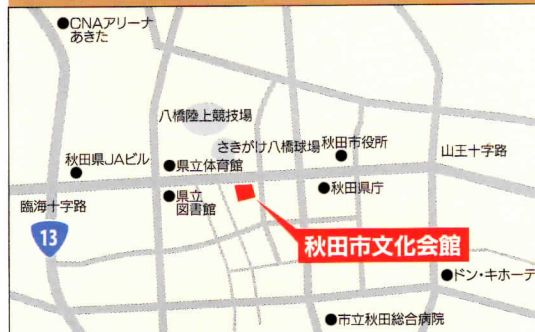 ●CNAアリーナ
あきた
八橋陸上競技場
さきがけ八橋球場
秋田市役所
山王十字路
秋田県JAビル
●県立体育館
臨海十字路
●県立
図書館
●秋田県庁
13
秋田市文化会館
●ドン・キホーテ
●市立秋田総合病院